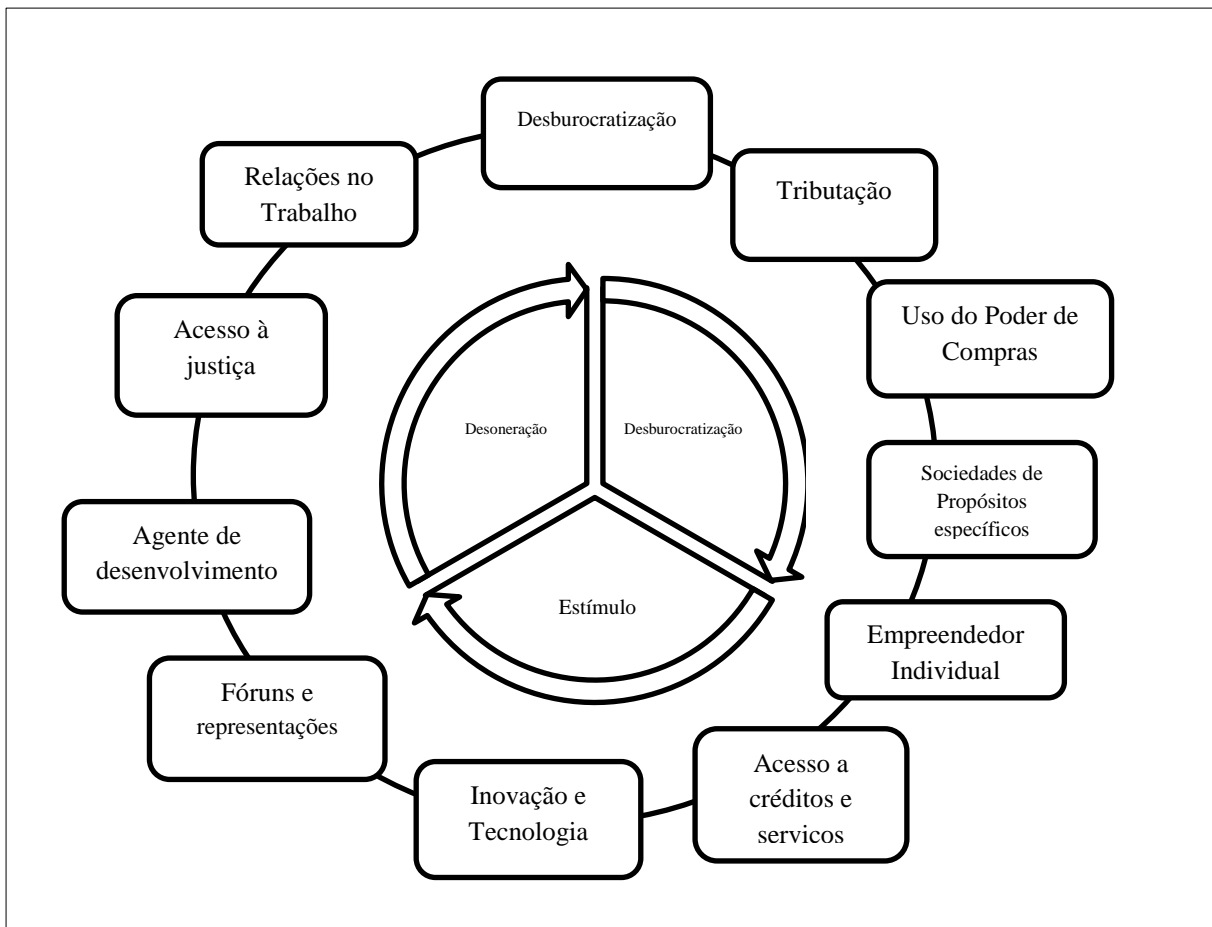 Desburocratização
Tributação
Uso do Poder de
Compras
Sociedades de
Propósitos
específicos
Empreendedor
Individual
Acesso a
créditos e
servicos
Inovação e
Tecnologia
Fóruns e
representações
Agente de
desenvolvimento
Acesso à
justiça
Relações no
Trabalho
Desoneração
Desburocratização
Estímulo